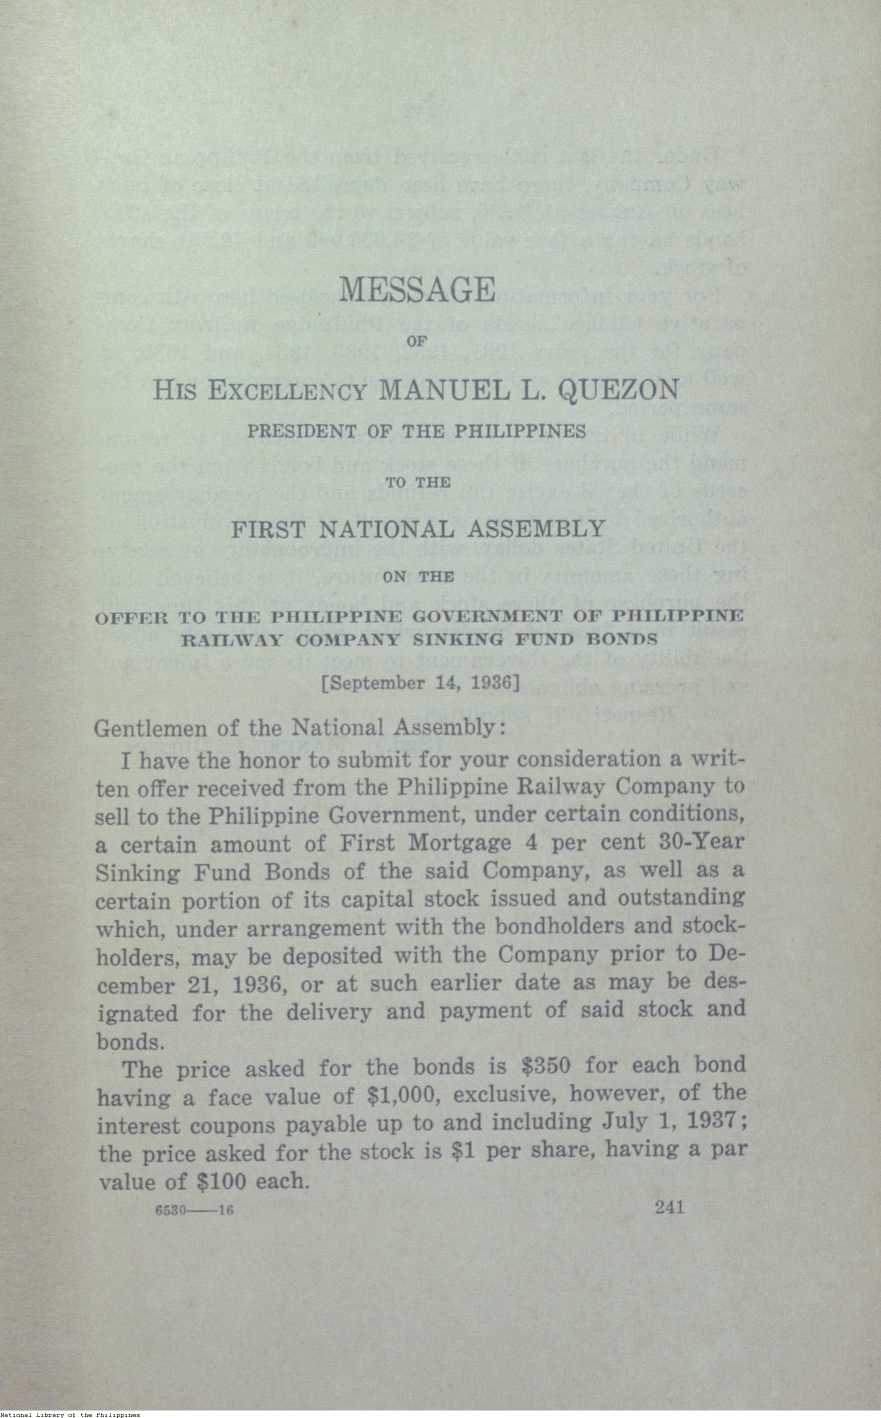 MESSAGE
OF
HIS EXCELLENCY MANUEL L. QUEZON
PRESIDENT OF THE PHILIPPINES
TO THE
FIRST NATIONAL ASSEMBLY
ON THE
OFFER TO THE PHILIPPINE GOVERNMENT OF PHILIPPINE
RAILWAY COMPANY SINKING FUND BONDS
[September 14, 1936]
Gentlemen of the National Assembly:
I have the honor to submit for your consideration a writ-
ten offer received from the Philippine Railway Company to
sell to the Philippine Government, under certain conditions,
a certain amount of First Mortgage 4 per cent 30-Year
Sinking Fund Bonds of the said Company, as well as a
certain portion of its capital stock issued and outstanding
which, under arrangement with the bondholders and stock-
holders, may be deposited with the Company prior to De-
cember 21, 1936, or at such earlier date as may be des-
ignated for the delivery and payment of said stock and
bonds.
The price asked for the bonds is $350 for each bond
having a face value of $1,000, exclusive, however, of the
interest coupons payable up to and including July 1, 1937;
the price asked for the stock is $1 per share, having a par
value of $100 each.
6530——16 241
National Library of the Philippines